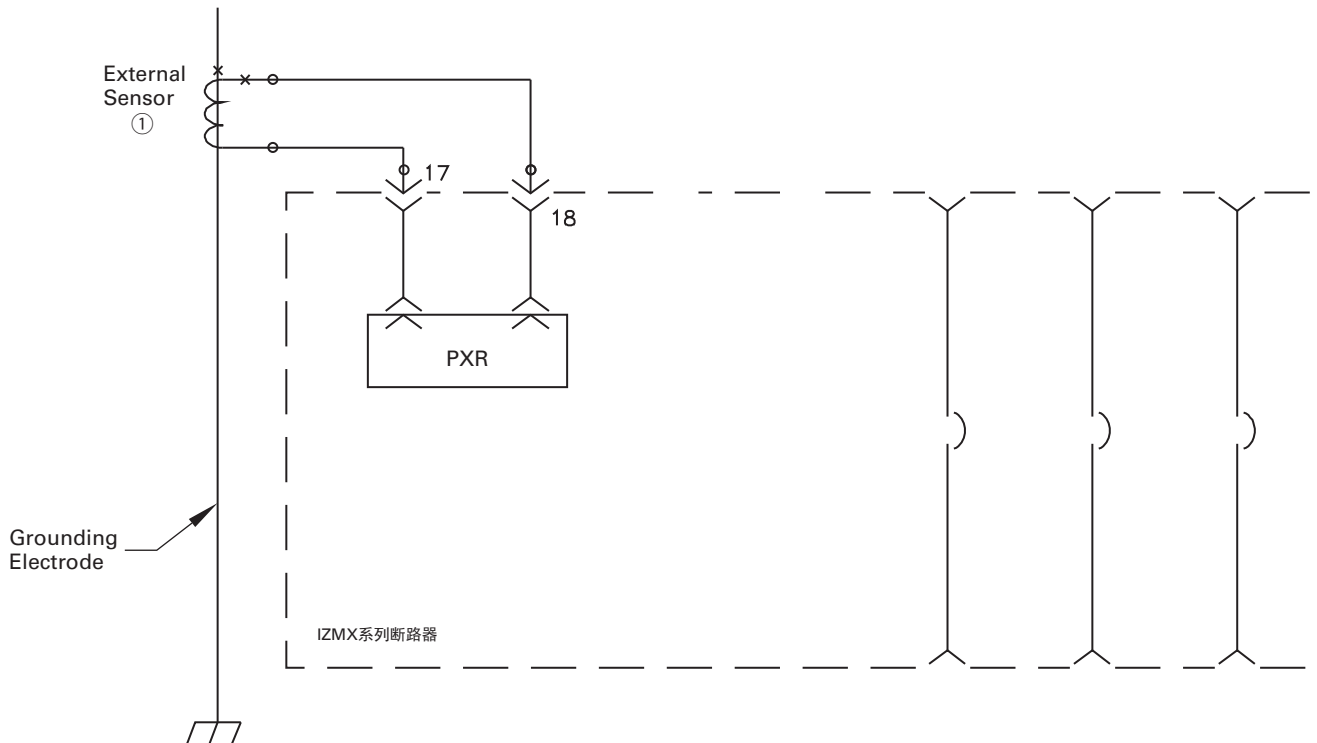 External
Sensor
①
17
18
PXR
Grounding
Electrode
IZMX系列断路器